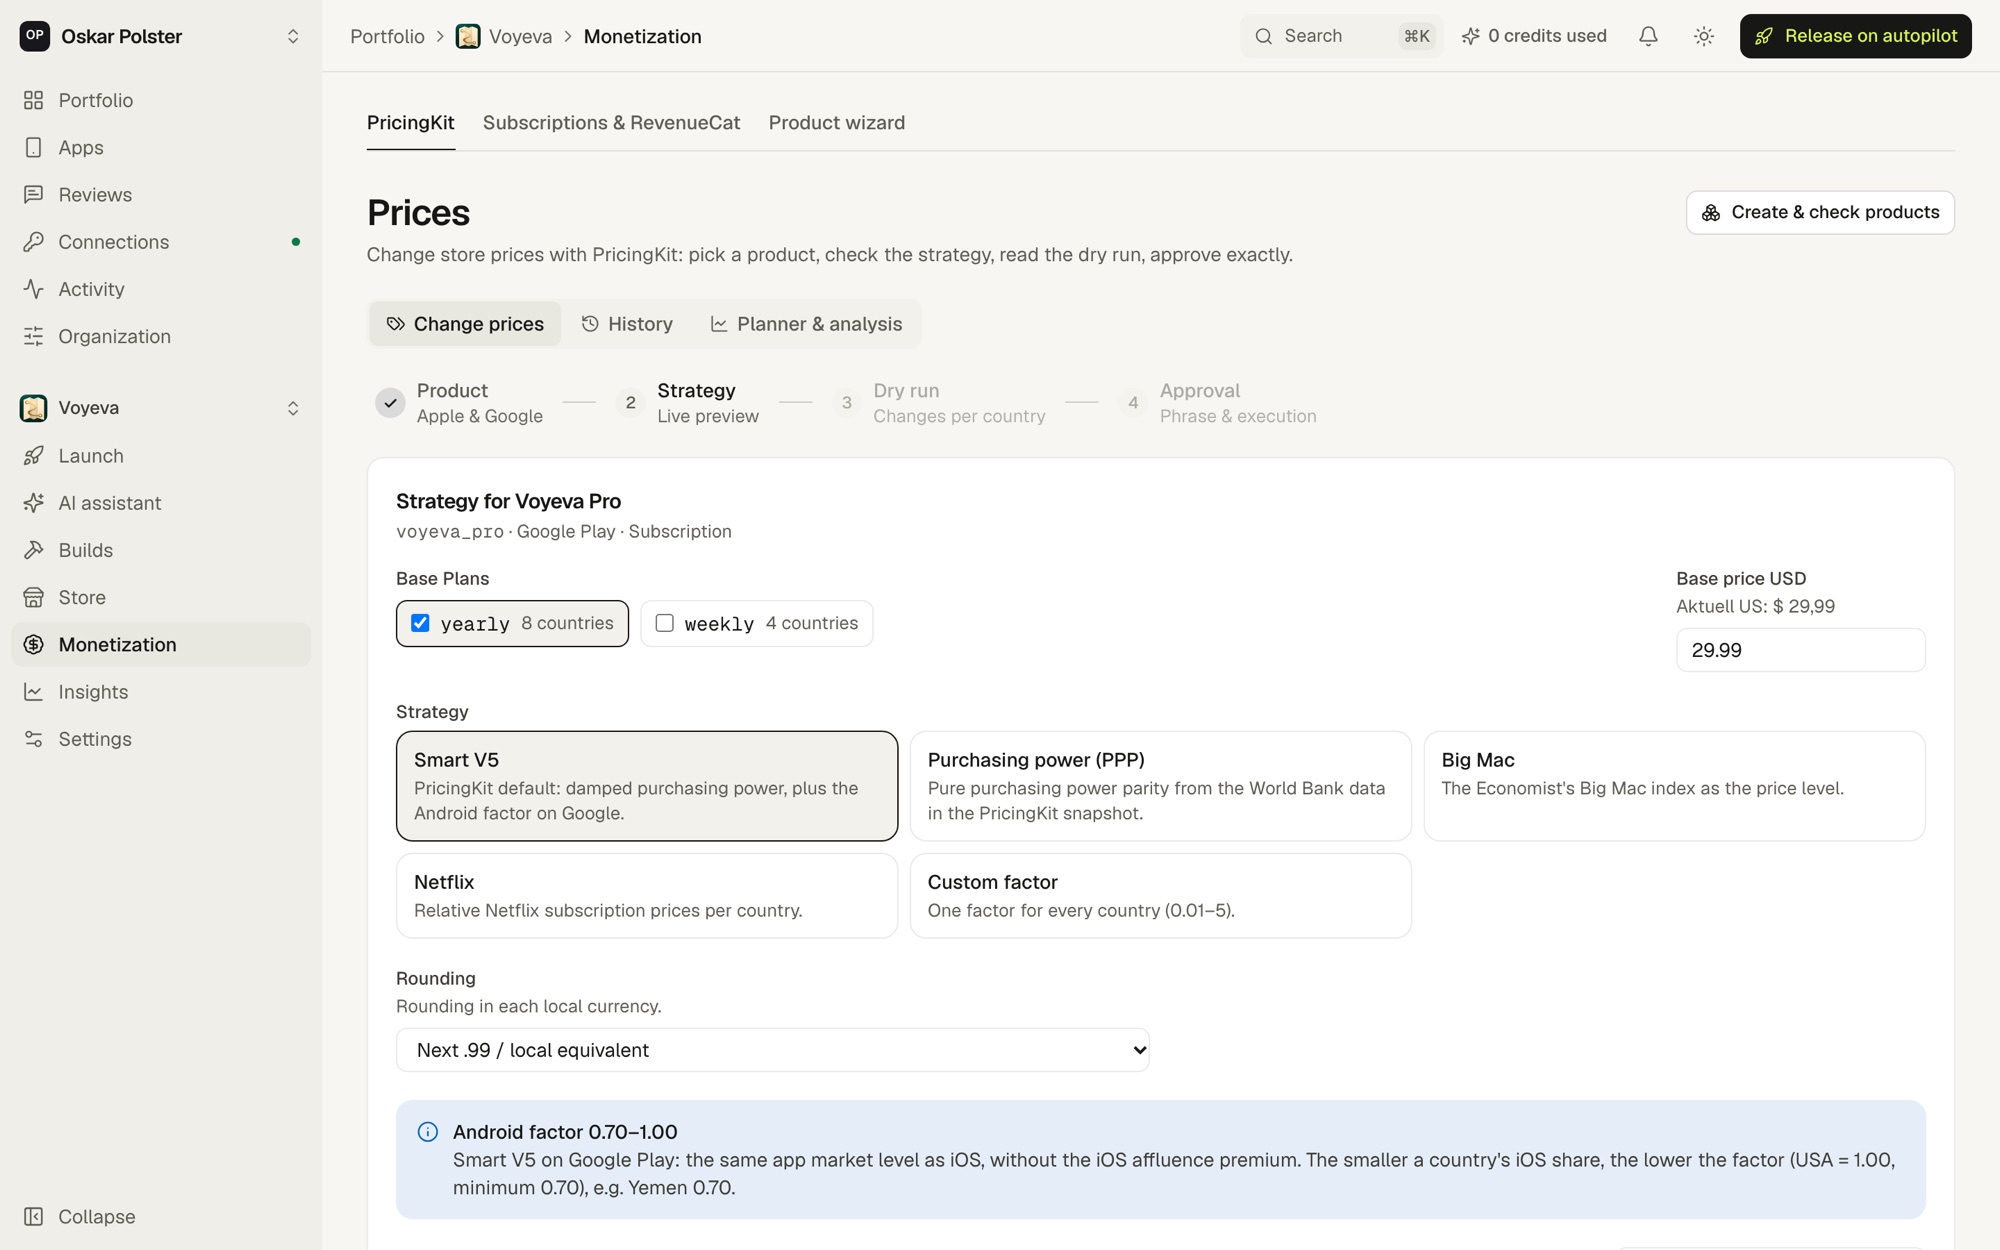 OP Oskar Polster
Portfolio
Apps
Reviews
Connections
Activity
Organization
Voyeva
Launch
AI assistant
Builds
Store
Monetization
Insights
Settings
Collapse
Portfolio > Voyeva > Monetization
Search ⌘K
0 credits used
Release on autopilot
PricingKit
Subscriptions & RevenueCat
Product wizard
Prices
Change store prices with PricingKit: pick a product, check the strategy, read the dry run, approve exactly.
Create & check products
Change prices
History
Planner & analysis
Product
Apple & Google
2
Strategy
Live preview
3
Dry run
Changes per country
4
Approval
Phrase & execution
Strategy for Voyeva Pro
voyeva_pro · Google Play · Subscription
Base Plans
yearly 8 countries
weekly 4 countries
Base price USD
Aktuell US: $ 29,99
29.99
Strategy
Smart V5
PricingKit default: damped purchasing power, plus the
Android factor on Google.
Purchasing power (PPP)
Pure purchasing power parity from the World Bank data
in the PricingKit snapshot.
Big Mac
The Economist's Big Mac index as the price level.
Netflix
Relative Netflix subscription prices per country.
Custom factor
One factor for every country (0.01–5).
Rounding
Rounding in each local currency.
Next .99 / local equivalent
Android factor 0.70–1.00
Smart V5 on Google Play: the same app market level as iOS, without the iOS affluence premium. The smaller a country's iOS share, the lower the factor (USA = 1.00,
minimum 0.70), e.g. Yemen 0.70.